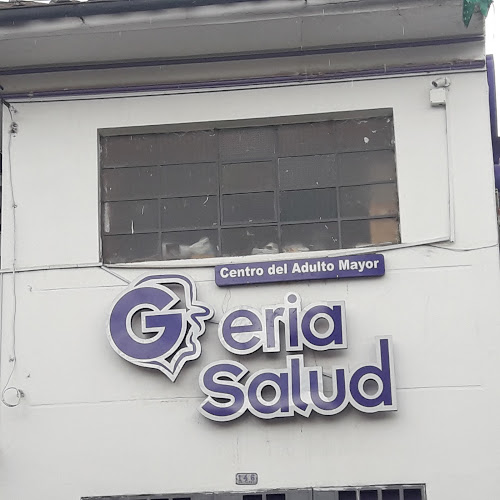 Centro del Adulto Mayor
Geria
Salud